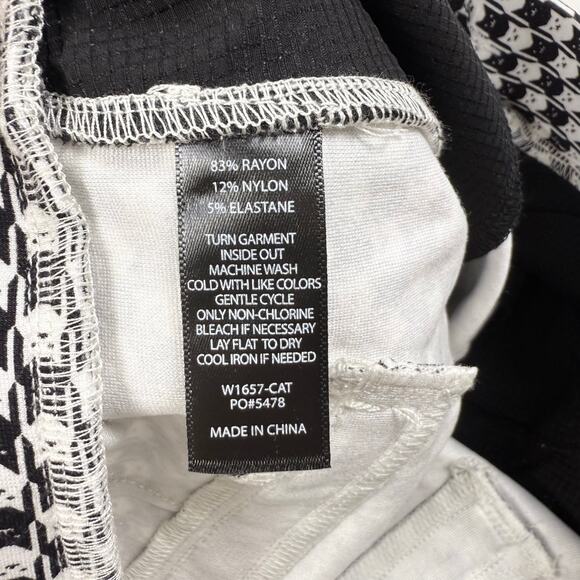 83% RAYON
12% NYLON
5% ELASTANE
TURN GARMENT
INSIDE OUT
MACHINE WASH
COLD WITH LIKE COLORS
GENTLE CYCLE
ONLY NON-CHLORINE
BLEACH IF NECESSARY
LAY FLAT TO DRY
COOL IRON IF NEEDED
W1657-CAT
PO#5478
MADE IN CHINA